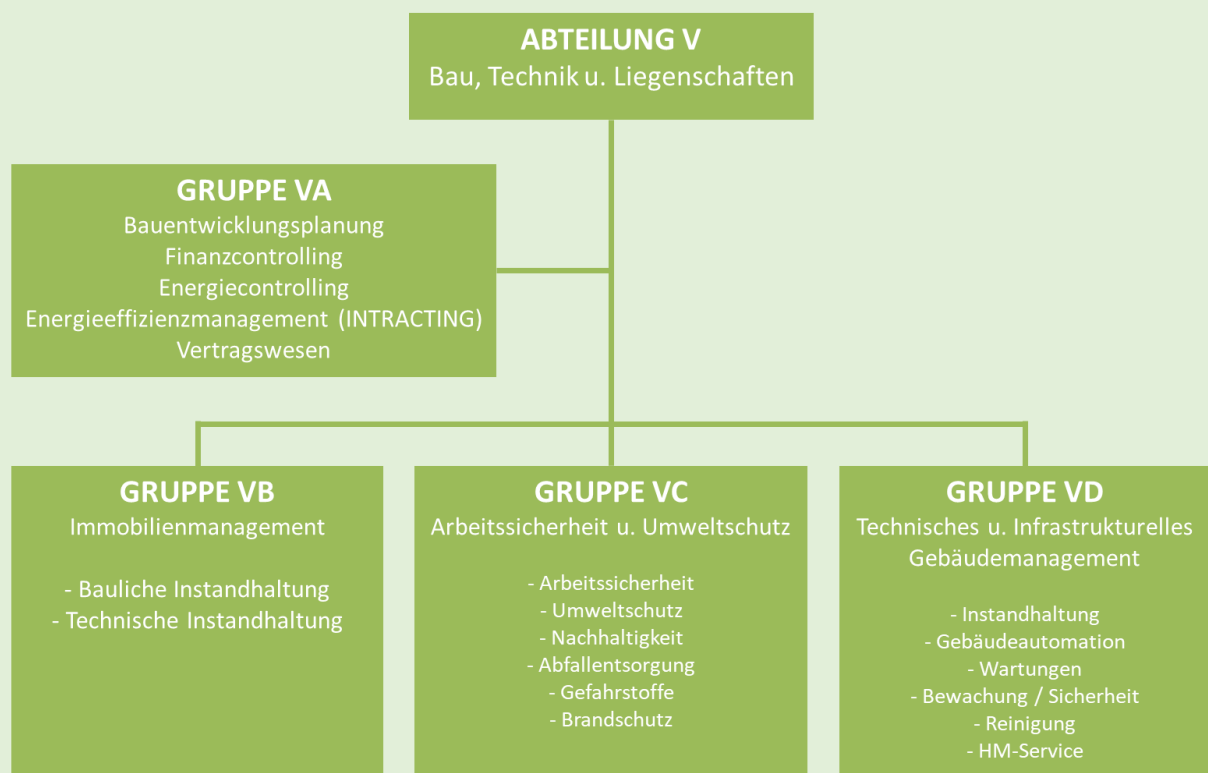 ABTEILUNG V
Bau, Technik u. Liegenschaften
GRUPPE VA
Bauentwicklungsplanung
Finanzcontrolling
Energiecontrolling
Energieeffizienzmanagement (INTRACTING)
Vertragswesen
GRUPPE VB
Immobilienmanagement
- Bauliche Instandhaltung
- Technische Instandhaltung
GRUPPE VC
Arbeitssicherheit u. Umweltschutz
- Arbeitssicherheit
- Umweltschutz
- Nachhaltigkeit
- Abfallentsorgung
- Gefahrstoffe
- Brandschutz
GRUPPE VD
Technisches u. Infrastrukturelles
Gebäudemanagement
- Instandhaltung
- Gebäudeautomation
- Wartungen
- Bewachung / Sicherheit
- Reinigung
- HM-Service